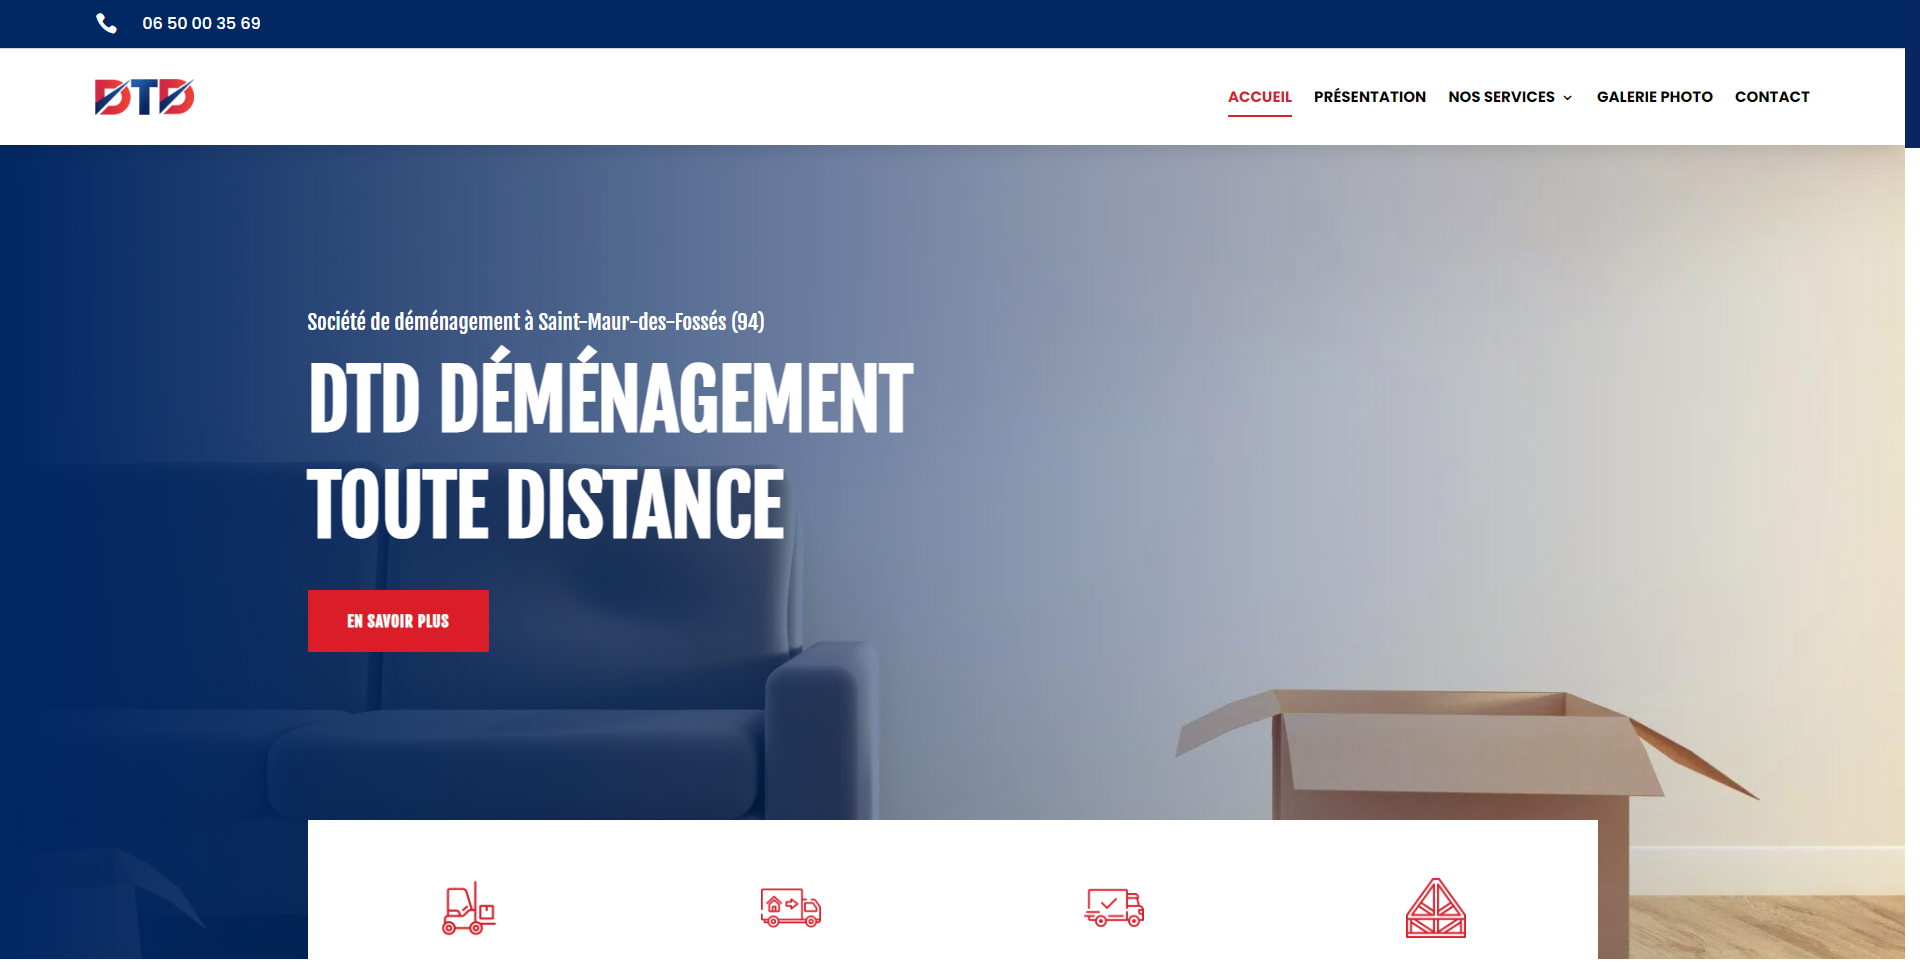 06 50 00 35 69
DTD
ACCUEIL PRÉSENTATION NOS SERVICES GALERIE PHOTO CONTACT
Société de déménagement à Saint-Maur-des-Fossés (94)
DTD DÉMÉNAGEMENT
TOUTE DISTANCE
EN SAVOIR PLUS